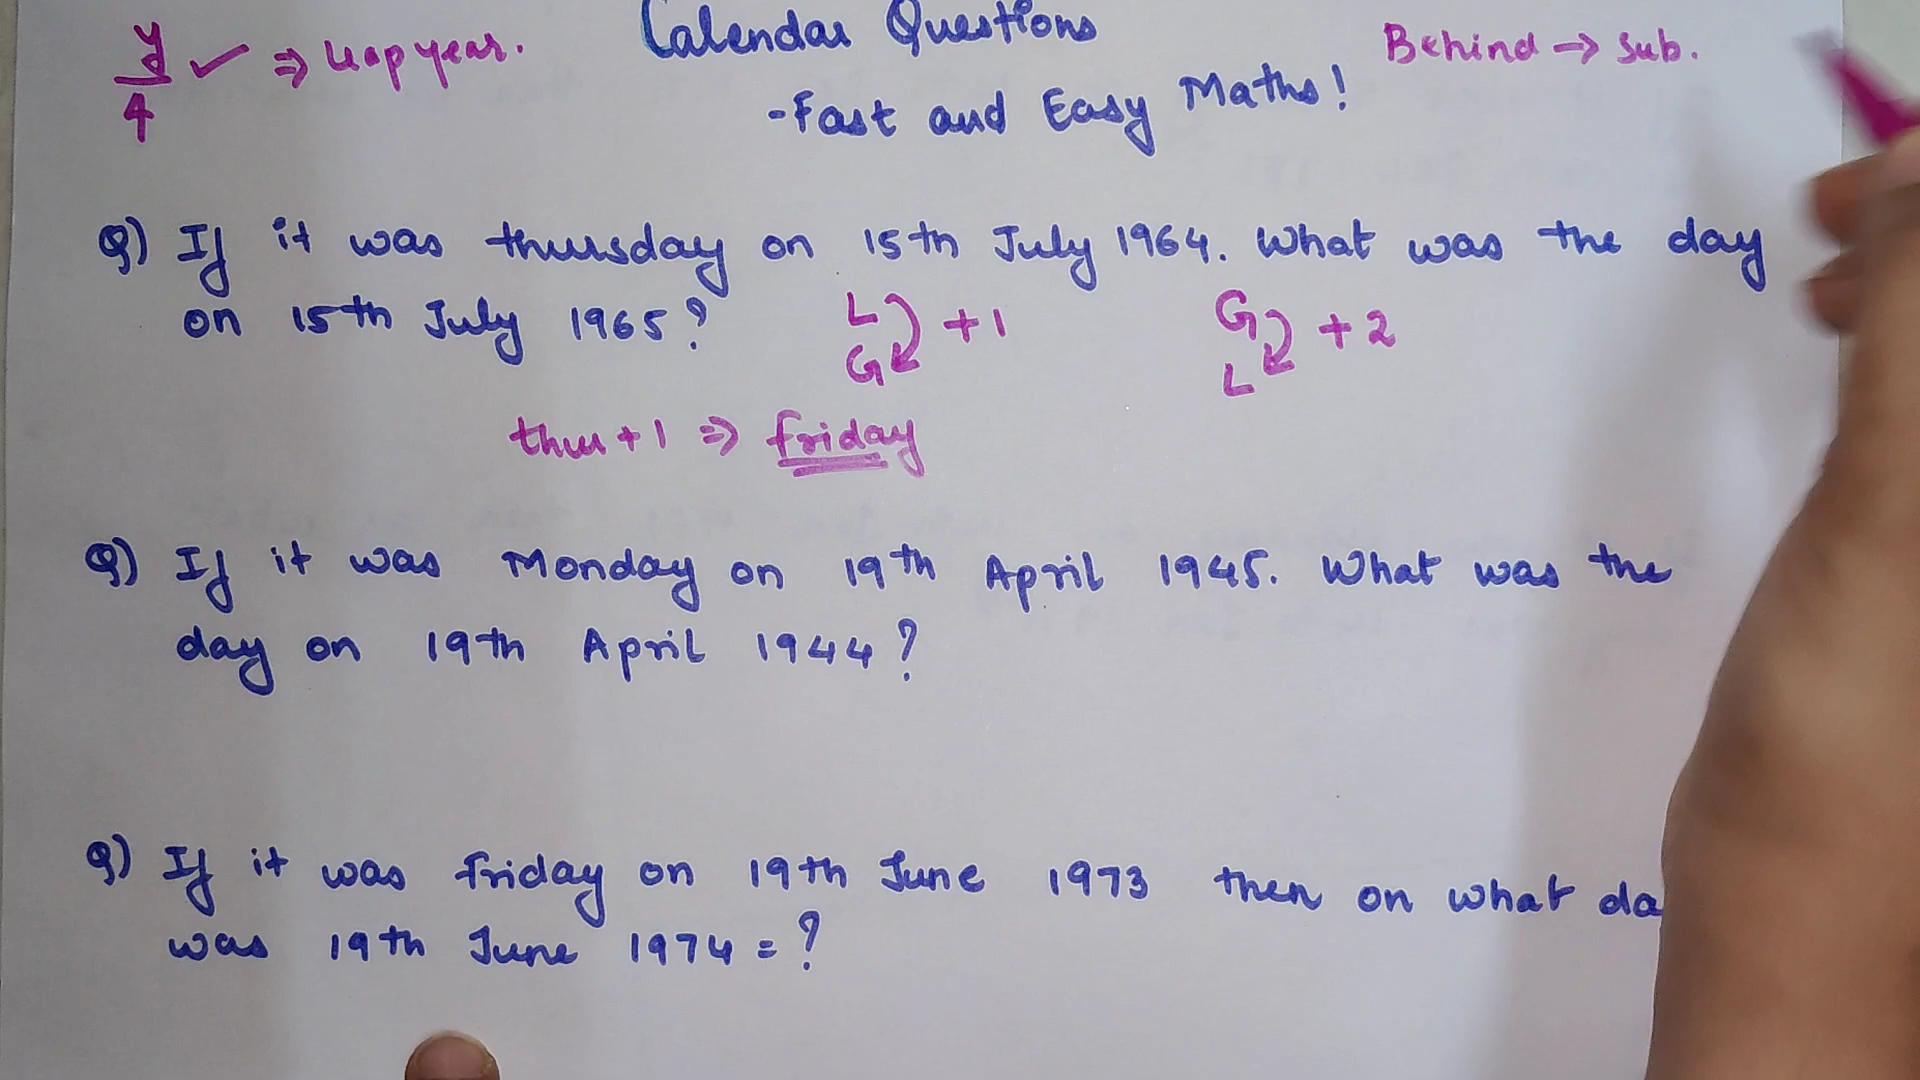 y/4 ✓ ⇒ leap year.
Calendar Questions
Behind → Sub.
-Fast and Easy Maths!
Q) If it was thursday on 15th July 1964. What was the day
on 15th July 1965?
L
G
+1
G
L
+2
thur+1 ⇒ friday
Q) If it was Monday on 19th April 1945. What was the
day on 19th April 1944?
Q) If it was friday on 19th June 1973 then on what da
was 19th June 1974 = ?